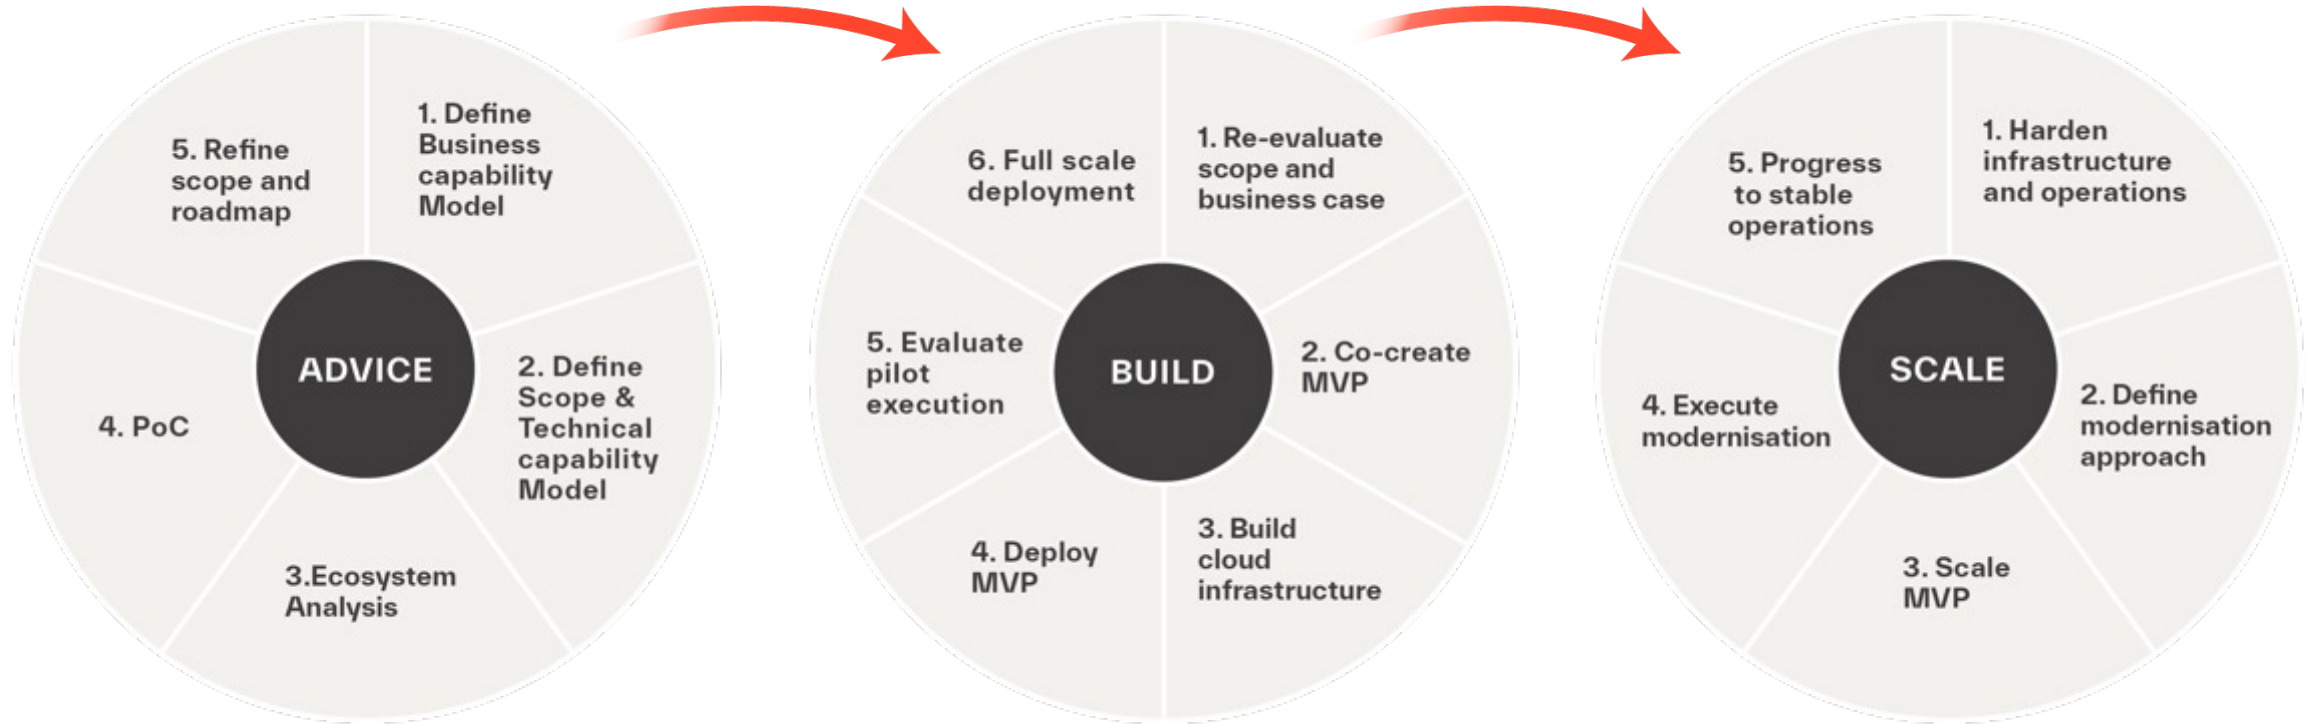 ADVICE
1. Define
Business
capability
Model
2. Define
Scope &
Technical
capability
Model
3.Ecosystem
Analysis
4. PoC
5. Refine
scope and
roadmap
BUILD
1. Re-evaluate
scope and
business case
2. Co-create
MVP
3. Build
cloud
infrastructure
4. Deploy
MVP
5. Evaluate
pilot
execution
6. Full scale
deployment
SCALE
1. Harden
infrastructure
and operations
2. Define
modernisation
approach
3. Scale
MVP
4. Execute
modernisation
5. Progress
to stable
operations